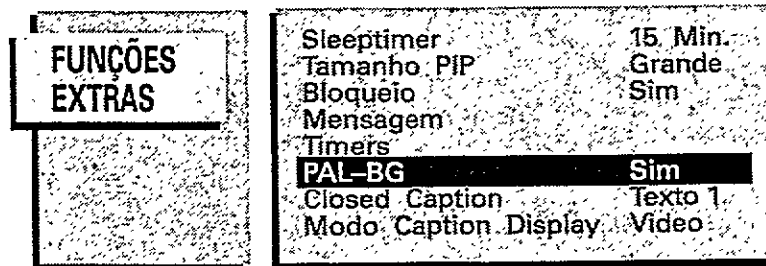 FUNÇÕES
EXTRAS
Sleeptimer 15 Min.
Tamanho PIP Grande
Bloqueio Sim
Mensagem
Timers
PAL-BG Sim
Closed Caption Texto 1
Modo Caption Display Video